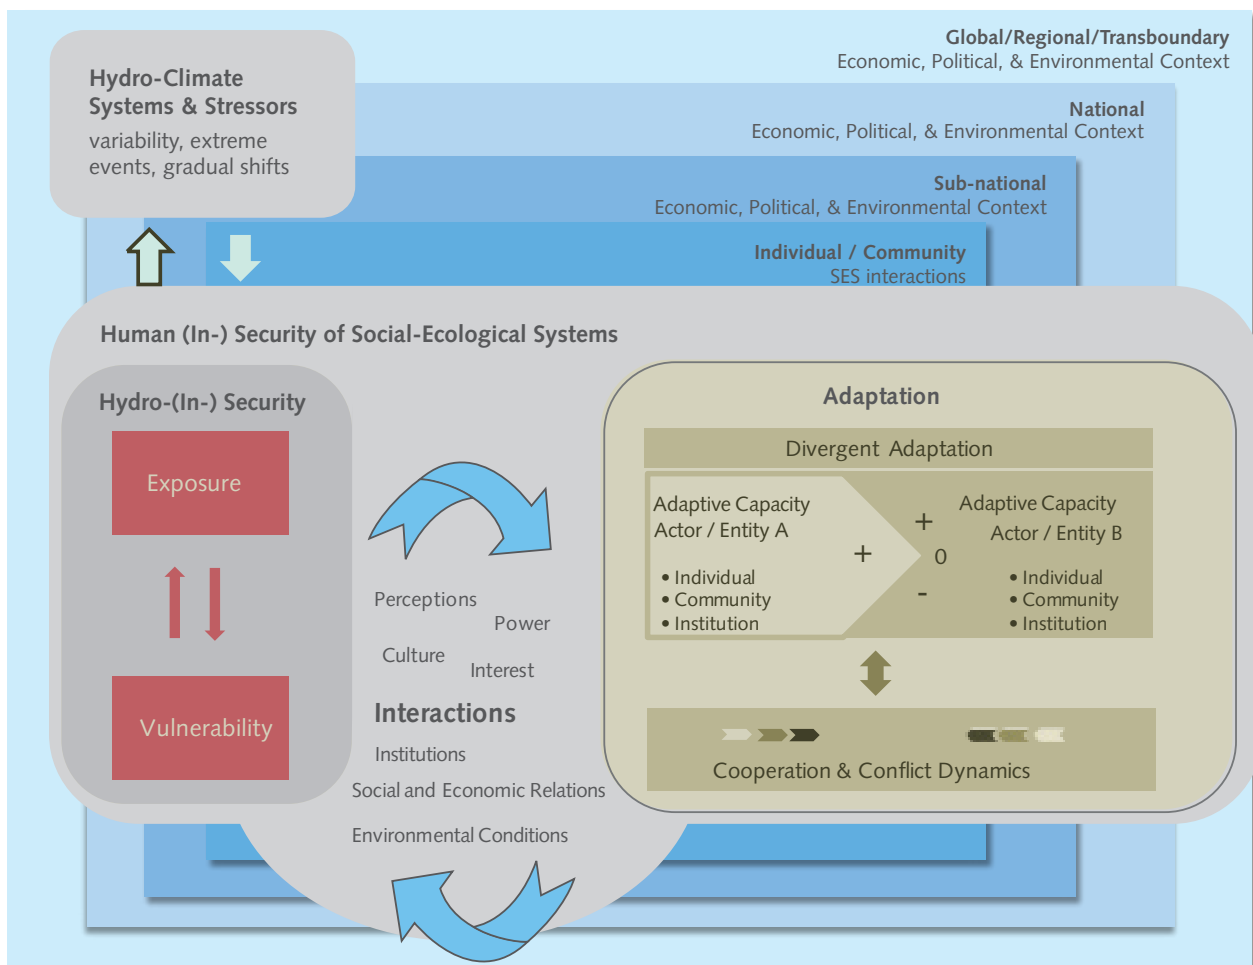 Global/Regional/Transboundary
Economic, Political, & Environmental Context
Hydro-Climate
Systems & Stressors
variability, extreme
events, gradual shifts
National
Economic, Political, & Environmental Context
Sub-national
Economic, Political, & Environmental Context
Individual / Community
SES interactions
Human (In-) Security of Social-Ecological Systems
Hydro-(In-) Security
Exposure
Vulnerability
Perceptions
Power
Culture
Interest
Interactions
Institutions
Social and Economic Relations
Environmental Conditions
Adaptation
Divergent Adaptation
Adaptive Capacity
Actor / Entity A
• Individual
• Community
• Institution
+
+
0
-
Adaptive Capacity
Actor / Entity B
• Individual
• Community
• Institution
Cooperation & Conflict Dynamics